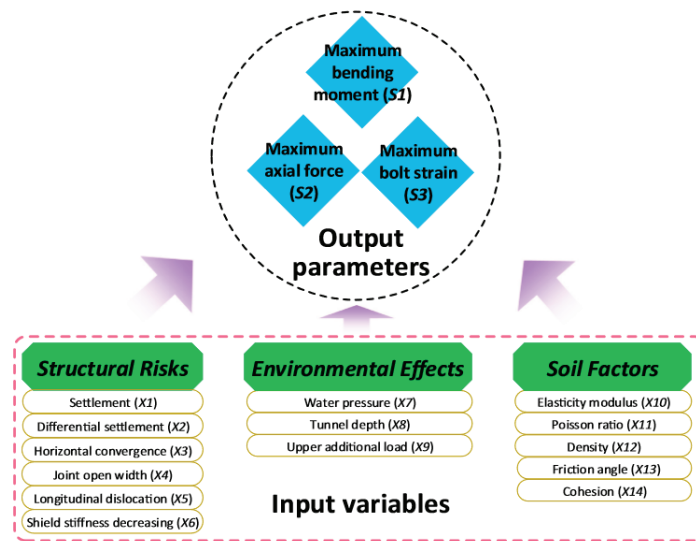 Maximum
bending
moment (S1)
Maximum
axial force
(S2)
Maximum
bolt strain
(S3)
Output
parameters
Structural Risks
Settlement (X1)
Differential settlement (X2)
Horizontal convergence (X3)
Joint open width (X4)
Longitudinal dislocation (X5)
Shield stiffness decreasing (X6)
Environmental Effects
Water pressure (X7)
Tunnel depth (X8)
Upper additional load (X9)
Soil Factors
Elasticity modulus (X10)
Poisson ratio (X11)
Density (X12)
Friction angle (X13)
Cohesion (X14)
Input variables